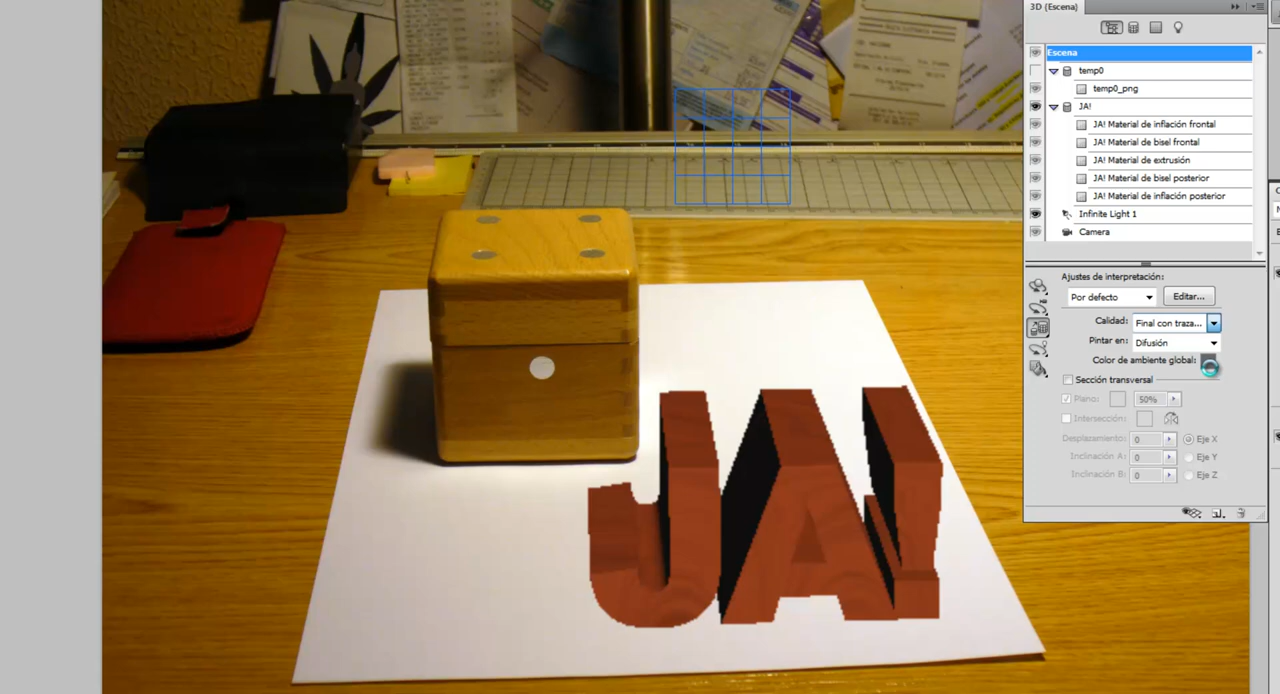 3D (Escena)
Escena
temp0
temp0_png
JA!
JA! Material de inflación frontal
JA! Material de bisel frontal
JA! Material de extrusión
JA! Material de bisel posterior
JA! Material de inflación posterior
Infinite Light 1
Camera
Ajustes de interpretación:
Por defecto
Editar...
Calidad:
Final con traza...
Pintar en:
Difusión
Color de ambiente global:
Sección transversal
Plano:
50%
Intersección:
Desplazamiento:
0
Eje X
Inclinación A:
0
Eje Y
Inclinación B:
0
Eje Z
JA!